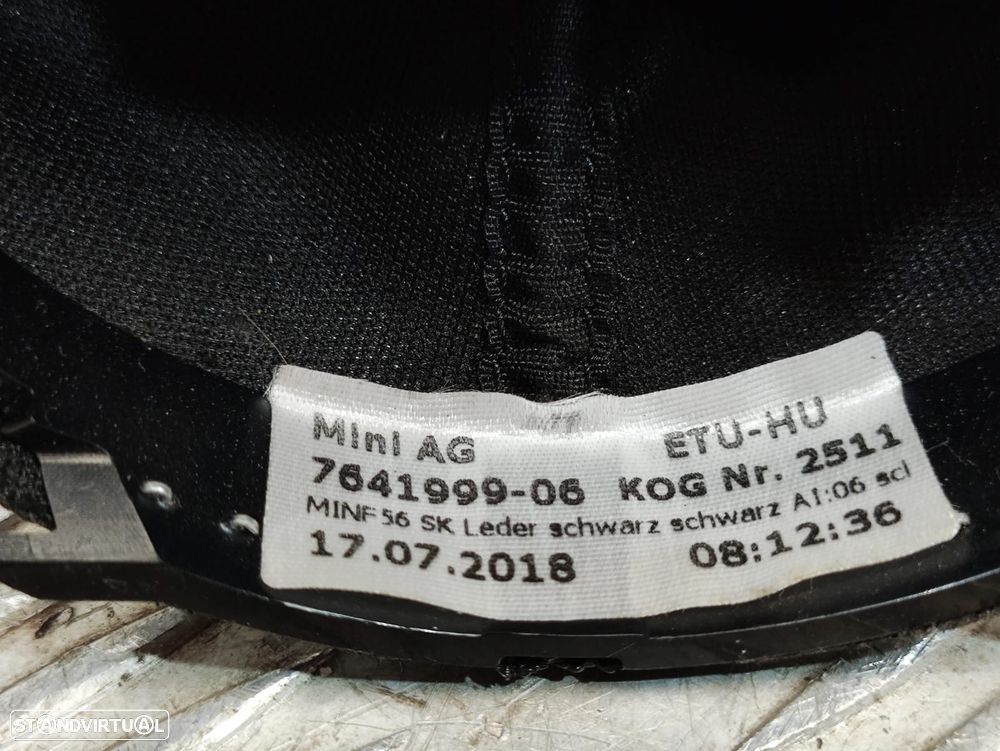 Mini AG ETU-HU
7641999-06 KOG Nr. 2511
MINF56 SK Leder schwarz schwarz AI:06 scl
17.07.2018 08:12:36
STANDVIRTUAL